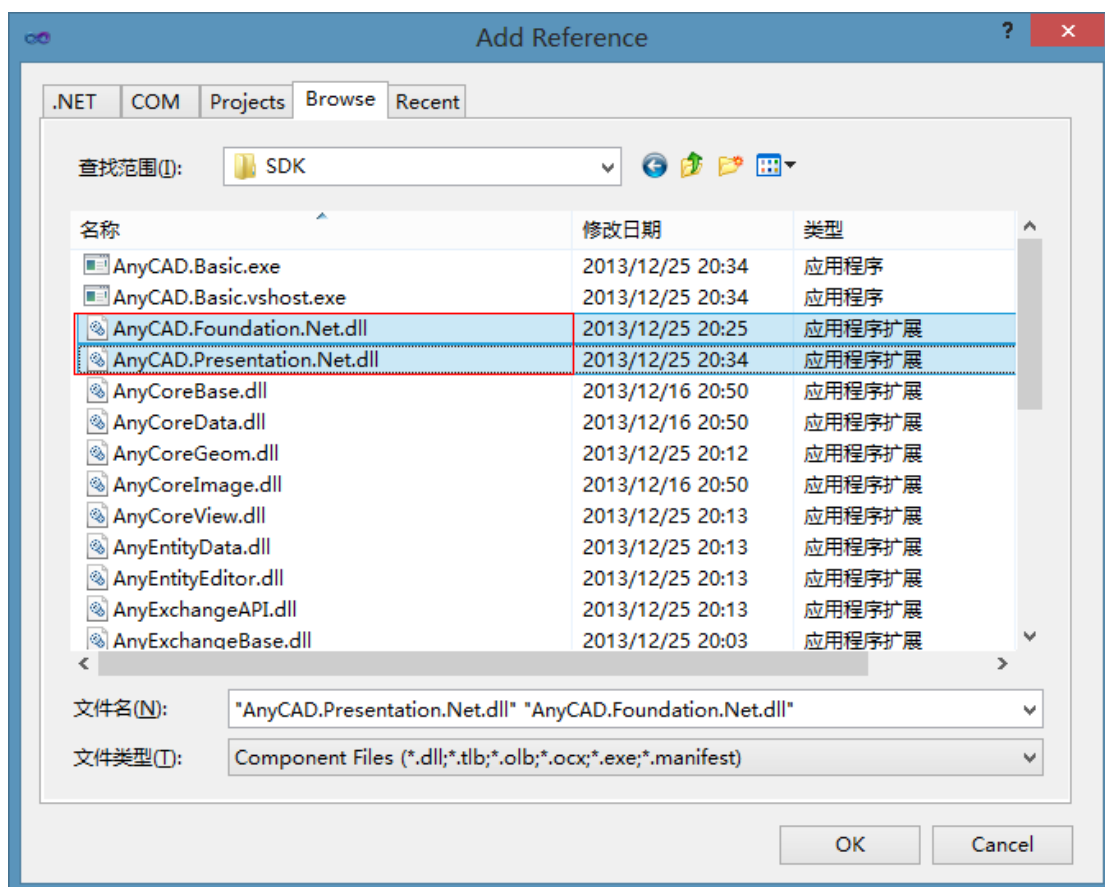 Add Reference
?
.NET COM Projects Browse Recent
查找范围(I): SDK
名称 修改日期 类型
AnyCAD.Basic.exe 2013/12/25 20:34 应用程序
AnyCAD.Basic.vshost.exe 2013/12/25 20:34 应用程序
AnyCAD.Foundation.Net.dll 2013/12/25 20:25 应用程序扩展
AnyCAD.Presentation.Net.dll 2013/12/25 20:34 应用程序扩展
AnyCoreBase.dll 2013/12/16 20:50 应用程序扩展
AnyCoreData.dll 2013/12/16 20:50 应用程序扩展
AnyCoreGeom.dll 2013/12/25 20:12 应用程序扩展
AnyCoreImage.dll 2013/12/16 20:50 应用程序扩展
AnyCoreView.dll 2013/12/25 20:13 应用程序扩展
AnyEntityData.dll 2013/12/25 20:13 应用程序扩展
AnyEntityEditor.dll 2013/12/25 20:13 应用程序扩展
AnyExchangeAPI.dll 2013/12/25 20:13 应用程序扩展
AnyExchangeBase.dll 2013/12/25 20:03 应用程序扩展
文件名(N): "AnyCAD.Presentation.Net.dll" "AnyCAD.Foundation.Net.dll"
文件类型(T): Component Files (*.dll;*.tlb;*.olb;*.ocx;*.exe;*.manifest)
OK Cancel